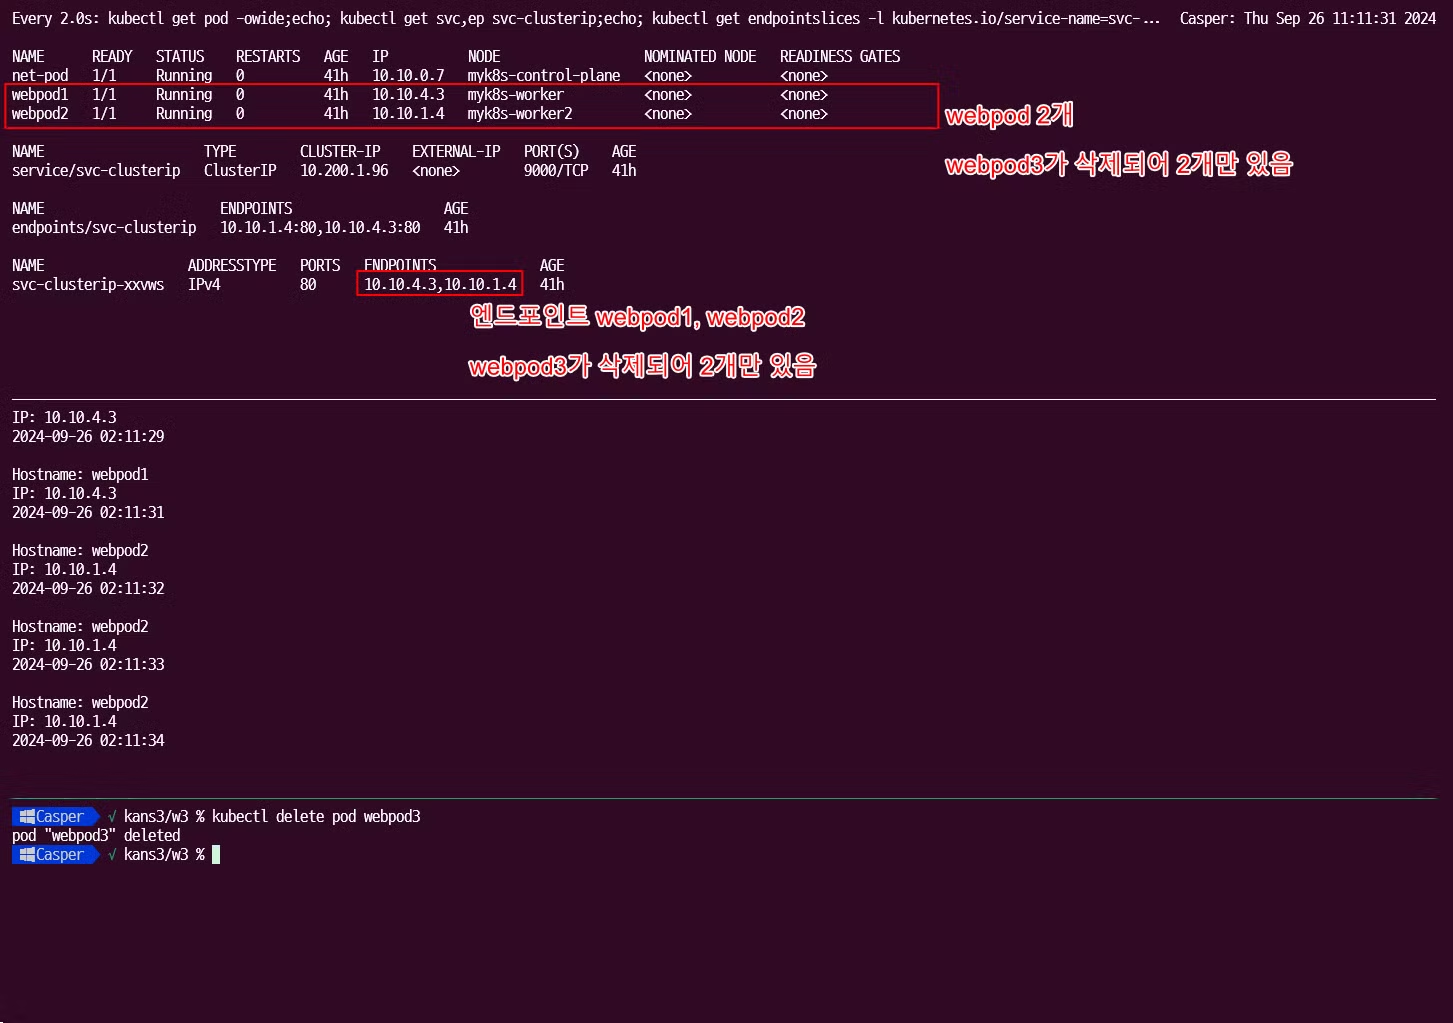 Every 2.0s: kubectl get pod -owide;echo; kubectl get svc,ep svc-clusterip;echo; kubectl get endpointslices -l kubernetes.io/service-name=svc-...  Casper: Thu Sep 26 11:11:31 2024
NAME      READY   STATUS    RESTARTS   AGE   IP          NODE                  NOMINATED NODE   READINESS GATES
net-pod   1/1     Running   0          41h   10.10.0.7   myk8s-control-plane   <none>           <none>
webpod1   1/1     Running   0          41h   10.10.4.3   myk8s-worker          <none>           <none>
webpod2   1/1     Running   0          41h   10.10.1.4   myk8s-worker2         <none>           <none>
webpod 2개
NAME                    TYPE        CLUSTER-IP    EXTERNAL-IP   PORT(S)    AGE
service/svc-clusterip   ClusterIP   10.200.1.96   <none>        9000/TCP   41h
webpod3가 삭제되어 2개만 있음
NAME                      ENDPOINTS                   AGE
endpoints/svc-clusterip   10.10.1.4:80,10.10.4.3:80   41h
NAME                  ADDRESSTYPE   PORTS   ENDPOINTS             AGE
svc-clusterip-xxvws   IPv4          80      10.10.4.3,10.10.1.4   41h
엔드포인트 webpod1, webpod2
webpod3가 삭제되어 2개만 있음
IP: 10.10.4.3
2024-09-26 02:11:29
Hostname: webpod1
IP: 10.10.4.3
2024-09-26 02:11:31
Hostname: webpod2
IP: 10.10.1.4
2024-09-26 02:11:32
Hostname: webpod2
IP: 10.10.1.4
2024-09-26 02:11:33
Hostname: webpod2
IP: 10.10.1.4
2024-09-26 02:11:34
Casper √ kans3/w3 % kubectl delete pod webpod3
pod "webpod3" deleted
Casper √ kans3/w3 %